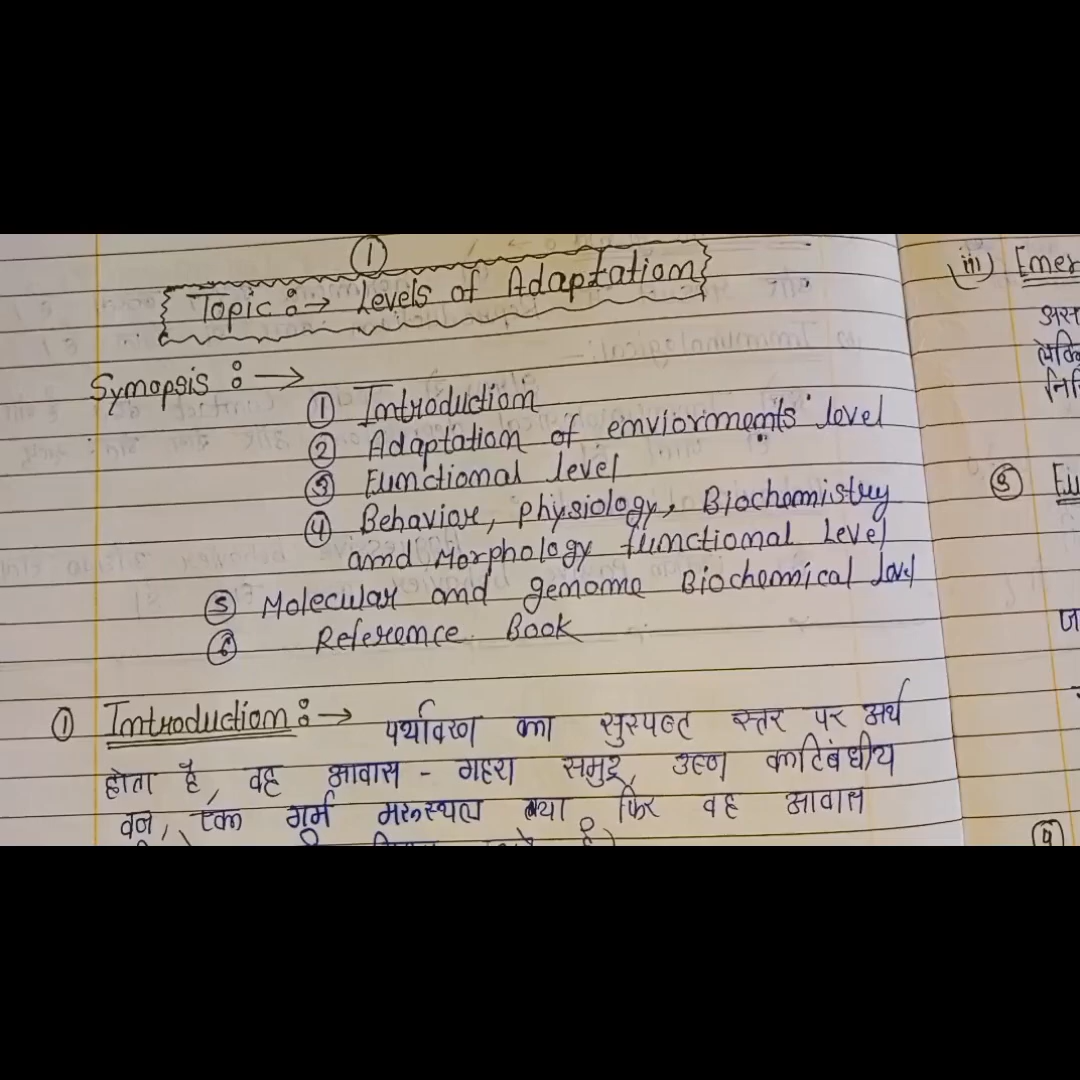 ①
Topic :→ Levels of Adaptation
Synopsis :→
① Introduction
② Adaptation of enviorments' level
③ Functional level
④ Behavior, physiology, Biochemistry
and Morphology functional Level
⑤ Molecular and genome Biochemical level
⑥ Reference Book
① Introduction :→ पर्यावरण का सुस्पष्ट स्तर पर अर्थ
होता है, वह आवास - गहरा समुद्र, उष्ण कटिबंधीय
वन, एक गर्म मरुस्थल क्या फिर वह आवास
iii) Emer
⑤
④